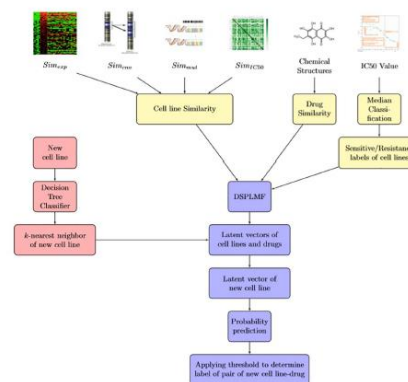 Sim_exp
Sim_cnv
Sim_mut
Sim_IC50
Chemical
Structures
IC50 Value
Cell line Similarity
Drug
Similarity
Median
Classi-
fication
Sensitive/Resistance
labels of cell lines
New
cell line
Decision
Tree
Classifier
k-nearest neighbor
of new cell line
DSPLMF
Latent vectors of
cell lines and drugs
Latent vector of
new cell line
Probability
prediction
Applying threshold to determine
label of pair of new cell line-drug